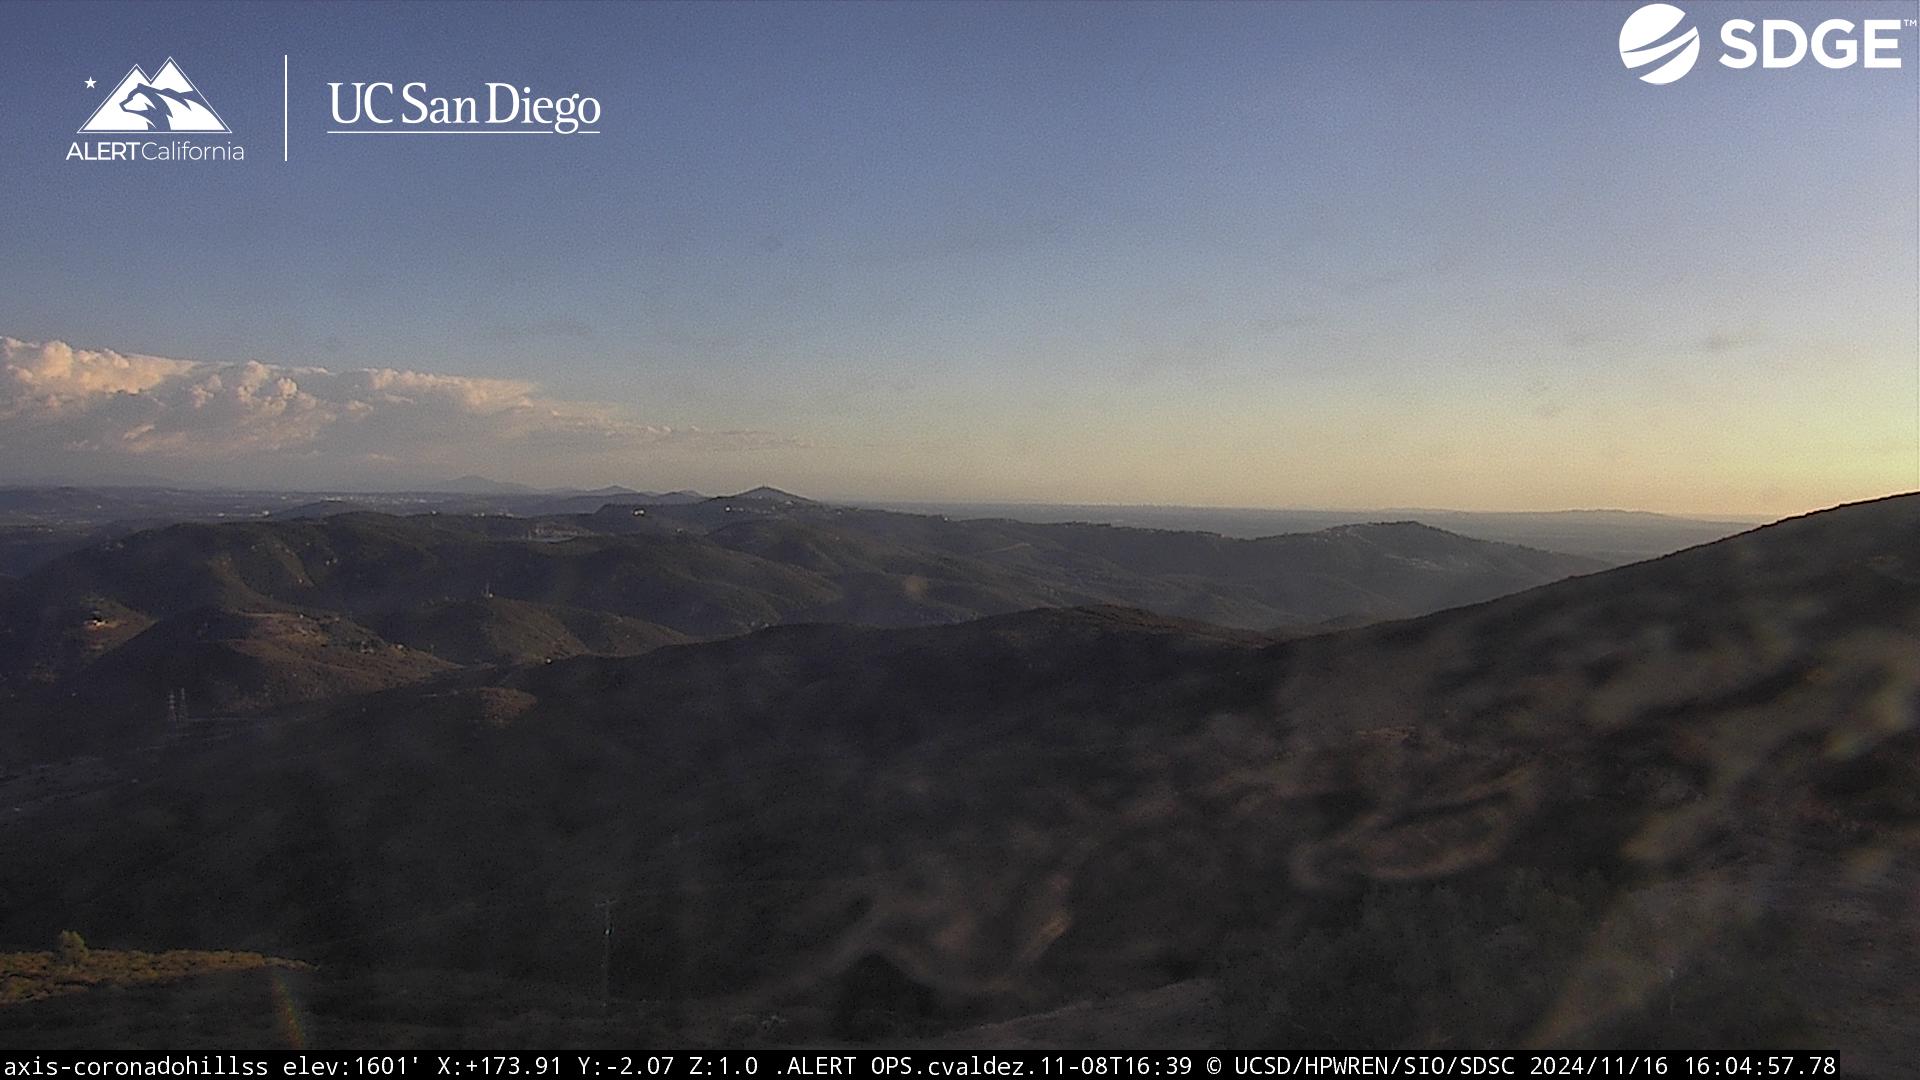 ALERTCalifornia
UC San Diego
SDGE™
axis-coronadohillss elev:1601' X:+173.91 Y:-2.07 Z:1.0 .ALERT OPS.cvaldez.11-08T16:39 © UCSD/HPWREN/SIO/SDSC 2024/11/16 16:04:57.78